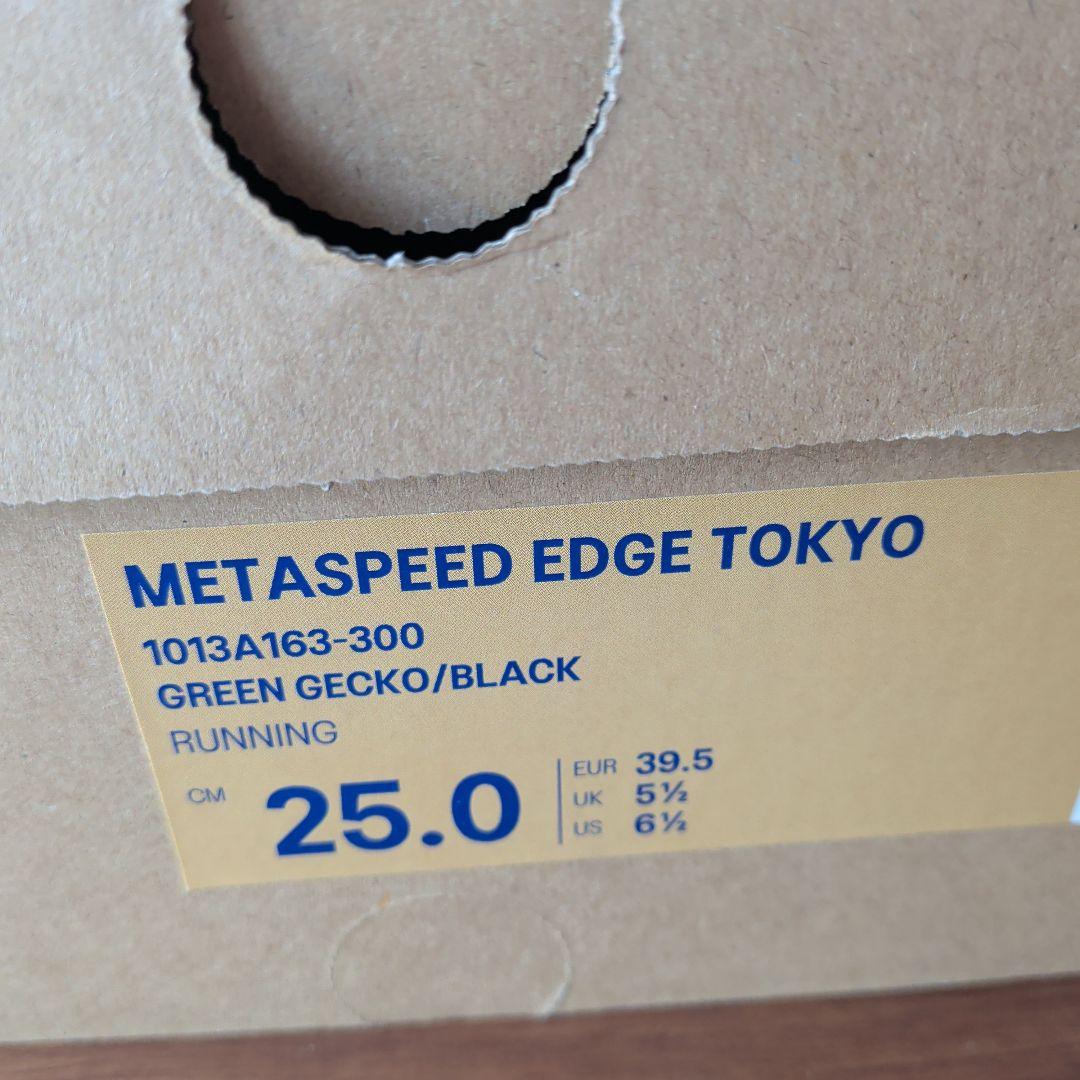 METASPEED EDGE TOKYO
1013A163-300
GREEN GECKO/BLACK
RUNNING
CM 25.0
EUR 39.5
UK 5½
US 6½